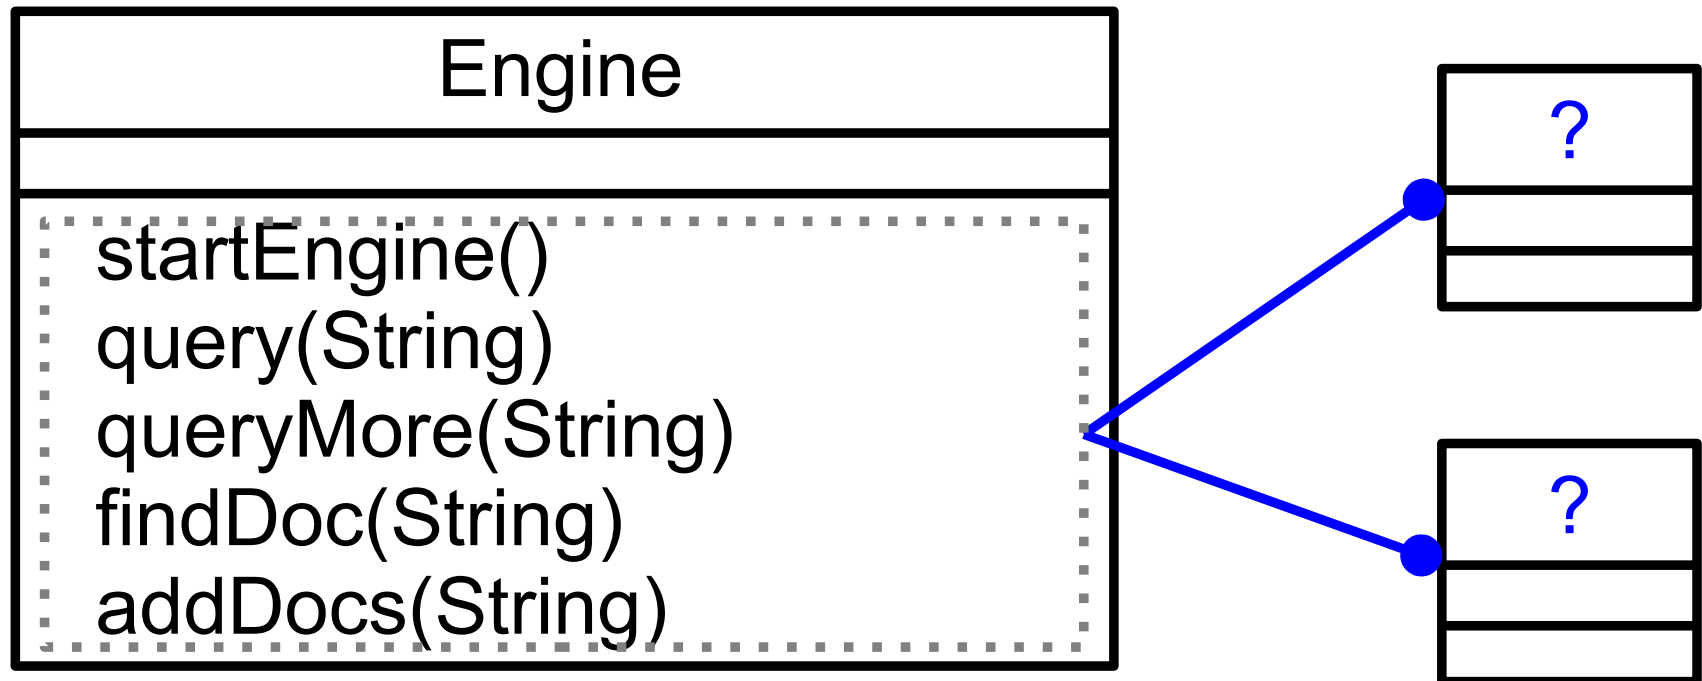 Engine
?
startEngine()
query(String)
queryMore(String)
findDoc(String)
?
addDocs(String)